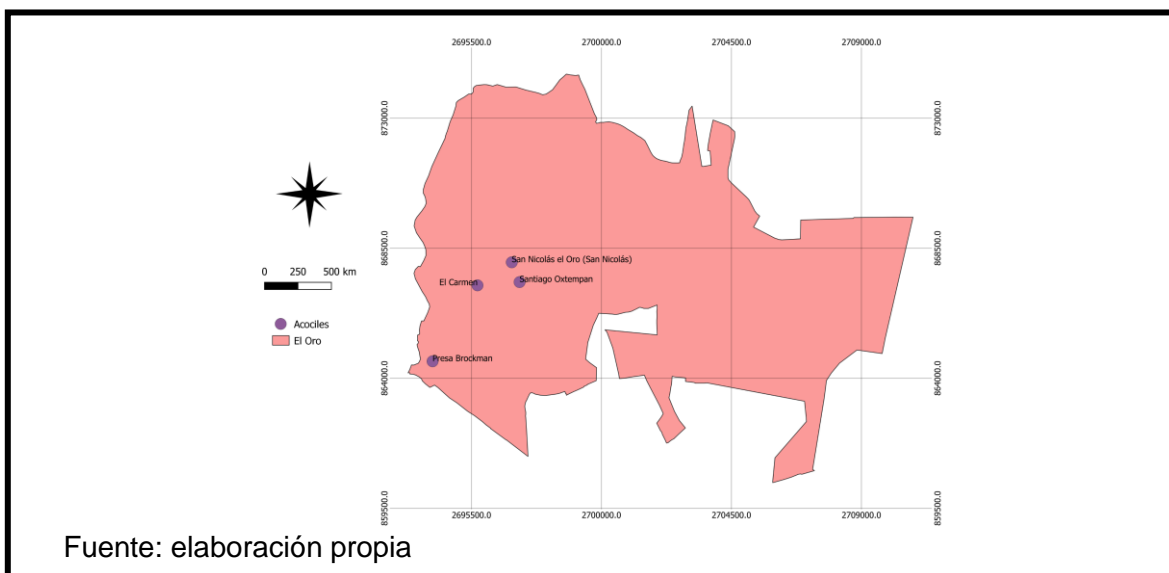 2695500.0 2700000.0 2704500.0 2709000.0
873000.0 873000.0
868500.0 868500.0
San Nicolás el Oro (San Nicolás)
El Carmen Santiago Oxtempan
0 250 500 km
Acociles
El Oro
Presa Brockman
864000.0 864000.0
859500.0 859500.0
2695500.0 2700000.0 2704500.0 2709000.0
Fuente: elaboración propia